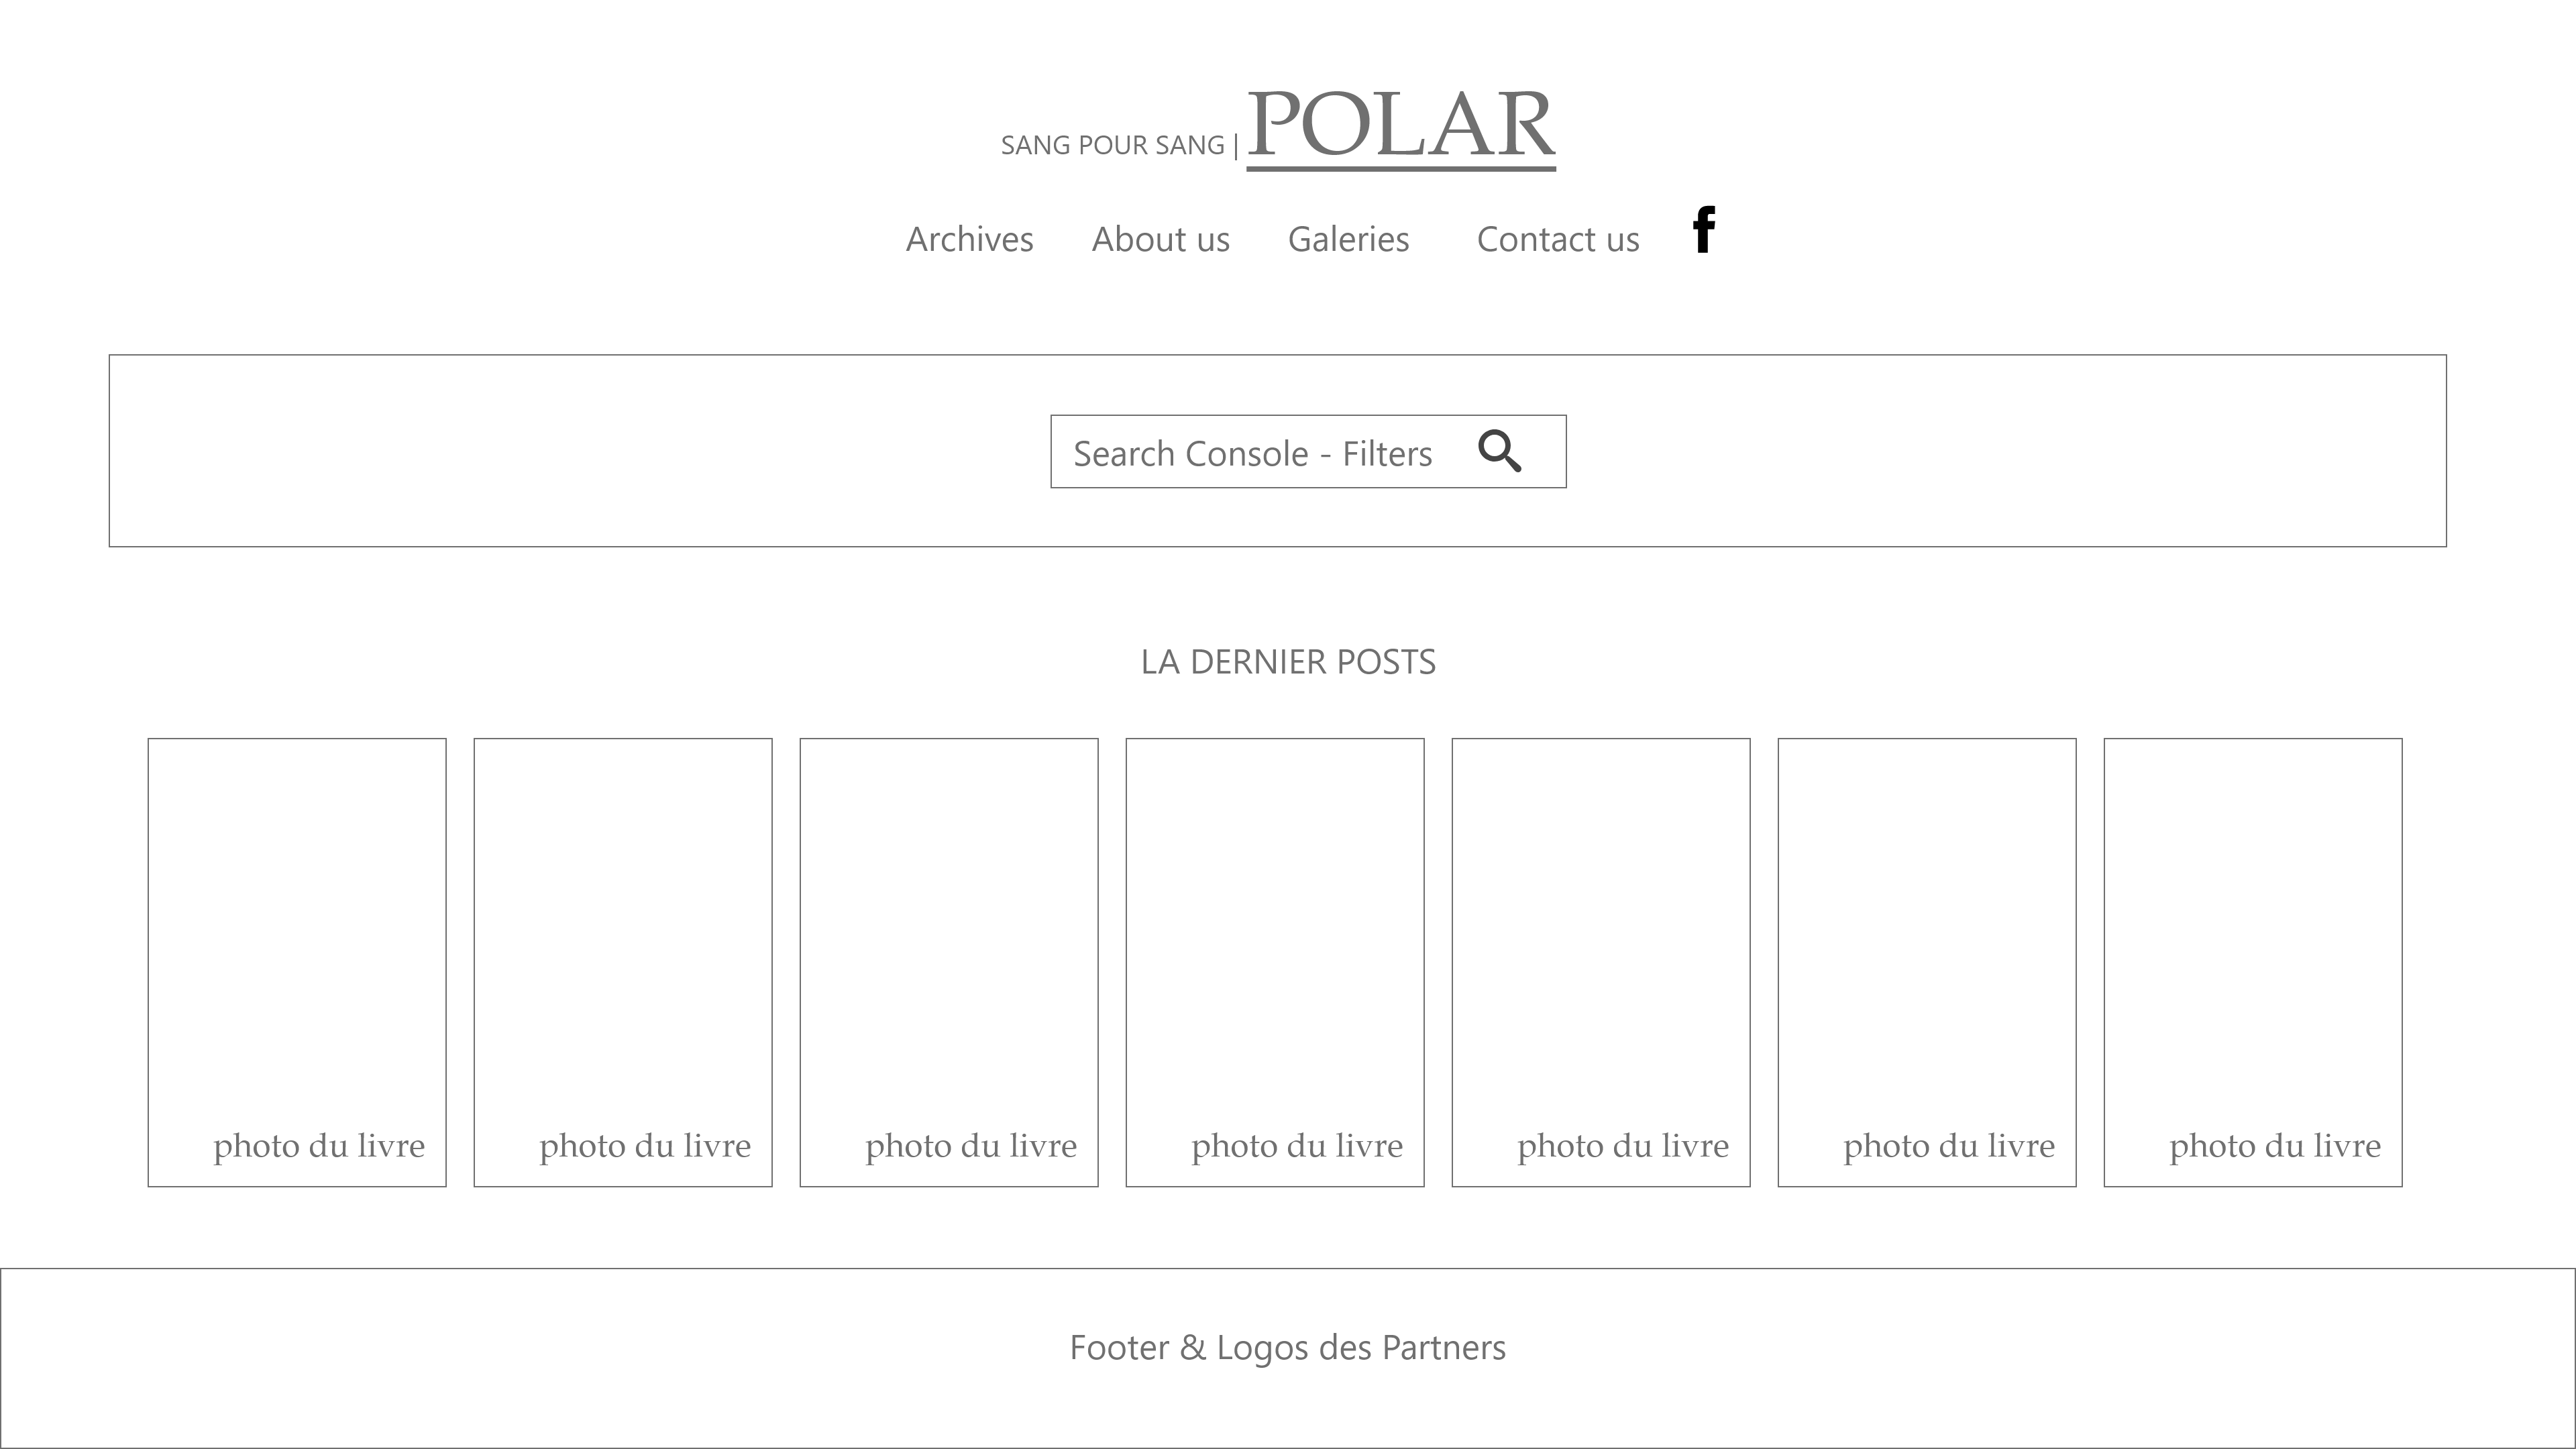 SANG POUR SANG | POLAR
Archives About us Galeries Contact us f
Search Console - Filters
LA DERNIER POSTS
photo du livre photo du livre photo du livre photo du livre photo du livre photo du livre photo du livre
Footer & Logos des Partners